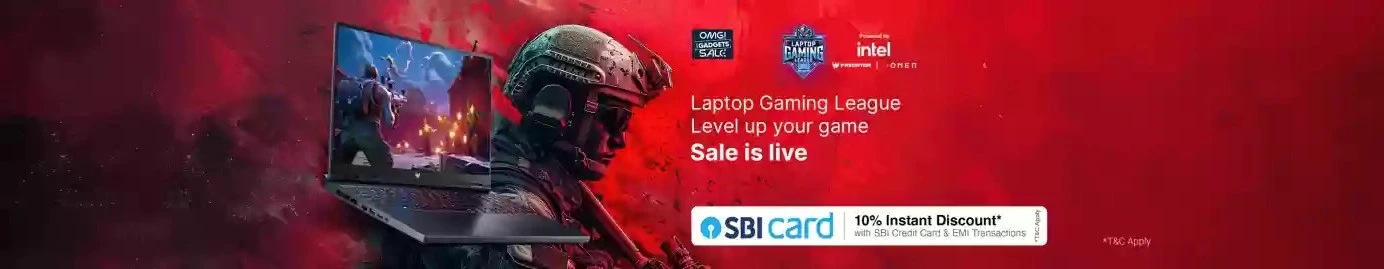 OMG!
GADGETS
SALE
LAPTOP
GAMING
LEAGUE
Powered by
intel
PREDATOR | OMEN
Laptop Gaming League
Level up your game
Sale is live
SBI card
10% Instant Discount*
with SBI Credit Card & EMI Transactions
*T&C Apply
*T&C Apply